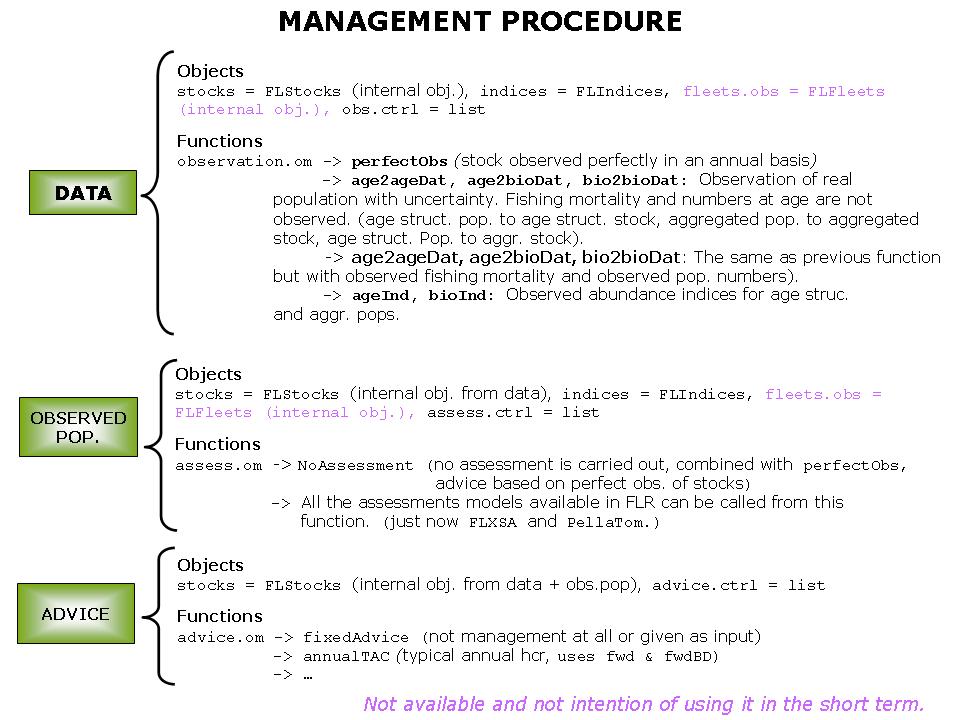 MANAGEMENT PROCEDURE
Objects
stocks = FLStocks (internal obj.), indices = FLIndices, fleets.obs = FLFleets
(internal obj.), obs.ctrl = list
Functions
observation.om -> perfectObs (stock observed perfectly in an annual basis)
-> age2ageDat, age2bioDat, bio2bioDat: Observation of real
population with uncertainty. Fishing mortality and numbers at age are not
observed. (age struct. pop. to age struct. stock, aggregated pop. to aggregated
stock, age struct. Pop. to aggr. stock).
-> age2ageDat, age2bioDat, bio2bioDat: The same as previous function
but with observed fishing mortality and observed pop. numbers).
-> ageInd, bioInd: Observed abundance indices for age struc.
and aggr. pops.
DATA
Objects
stocks = FLStocks (internal obj. from data), indices = FLIndices, fleets.obs =
FLFleets (internal obj.), assess.ctrl = list
Functions
assess.om -> NoAssessment (no assessment is carried out, combined with perfectObs,
advice based on perfect obs. of stocks)
-> All the assessments models available in FLR can be called from this
function. (just now FLXSA and PellaTom.)
OBSERVED
POP.
Objects
stocks = FLStocks (internal obj. from data + obs.pop), advice.ctrl = list
Functions
advice.om -> fixedAdvice (not management at all or given as input)
-> annualTAC (typical annual hcr, uses fwd & fwdBD)
-> …
ADVICE
Not available and not intention of using it in the short term.